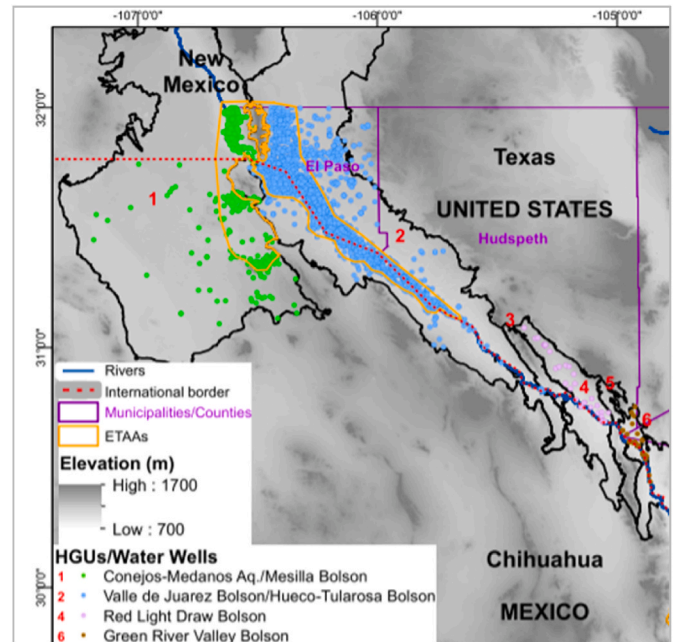 -107°0'0"
-106°0'0"
-105°0'0"
New
Mexico
32°0'0"
Texas
El Paso
1
UNITED STATES
2
Hudspeth
31°0'0"
3
4
5
6
Rivers
International border
Municipalities/Counties
ETAAs
Elevation (m)
High : 1700
Low : 700
HGUs/Water Wells
1 Conejos-Medanos Aq./Mesilla Bolson
2 Valle de Juarez Bolson/Hueco-Tularosa Bolson
4 Red Light Draw Bolson
6 Green River Valley Bolson
30°0'0"
Chihuahua
MEXICO